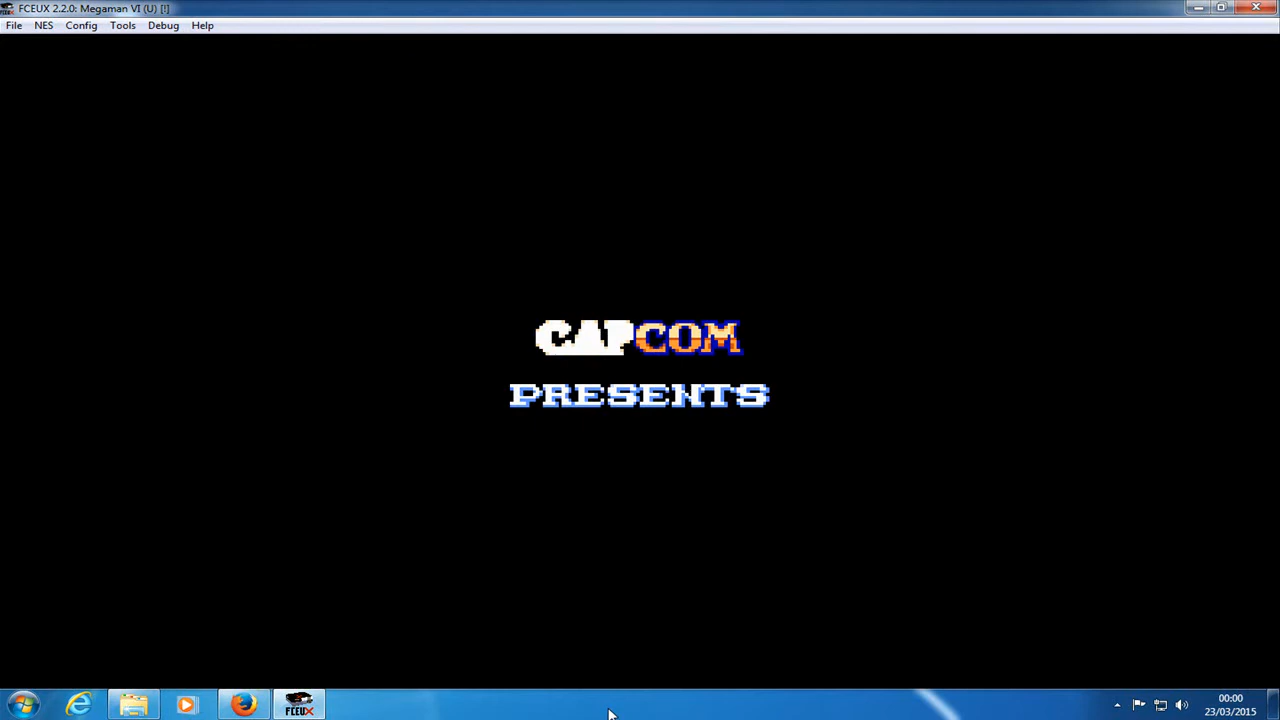 FCEUX 2.2.0: Megaman VI (U) [!]
File NES Config Tools Debug Help
CAPCOM
PRESENTS
FCEUX
00:00
23/03/2015